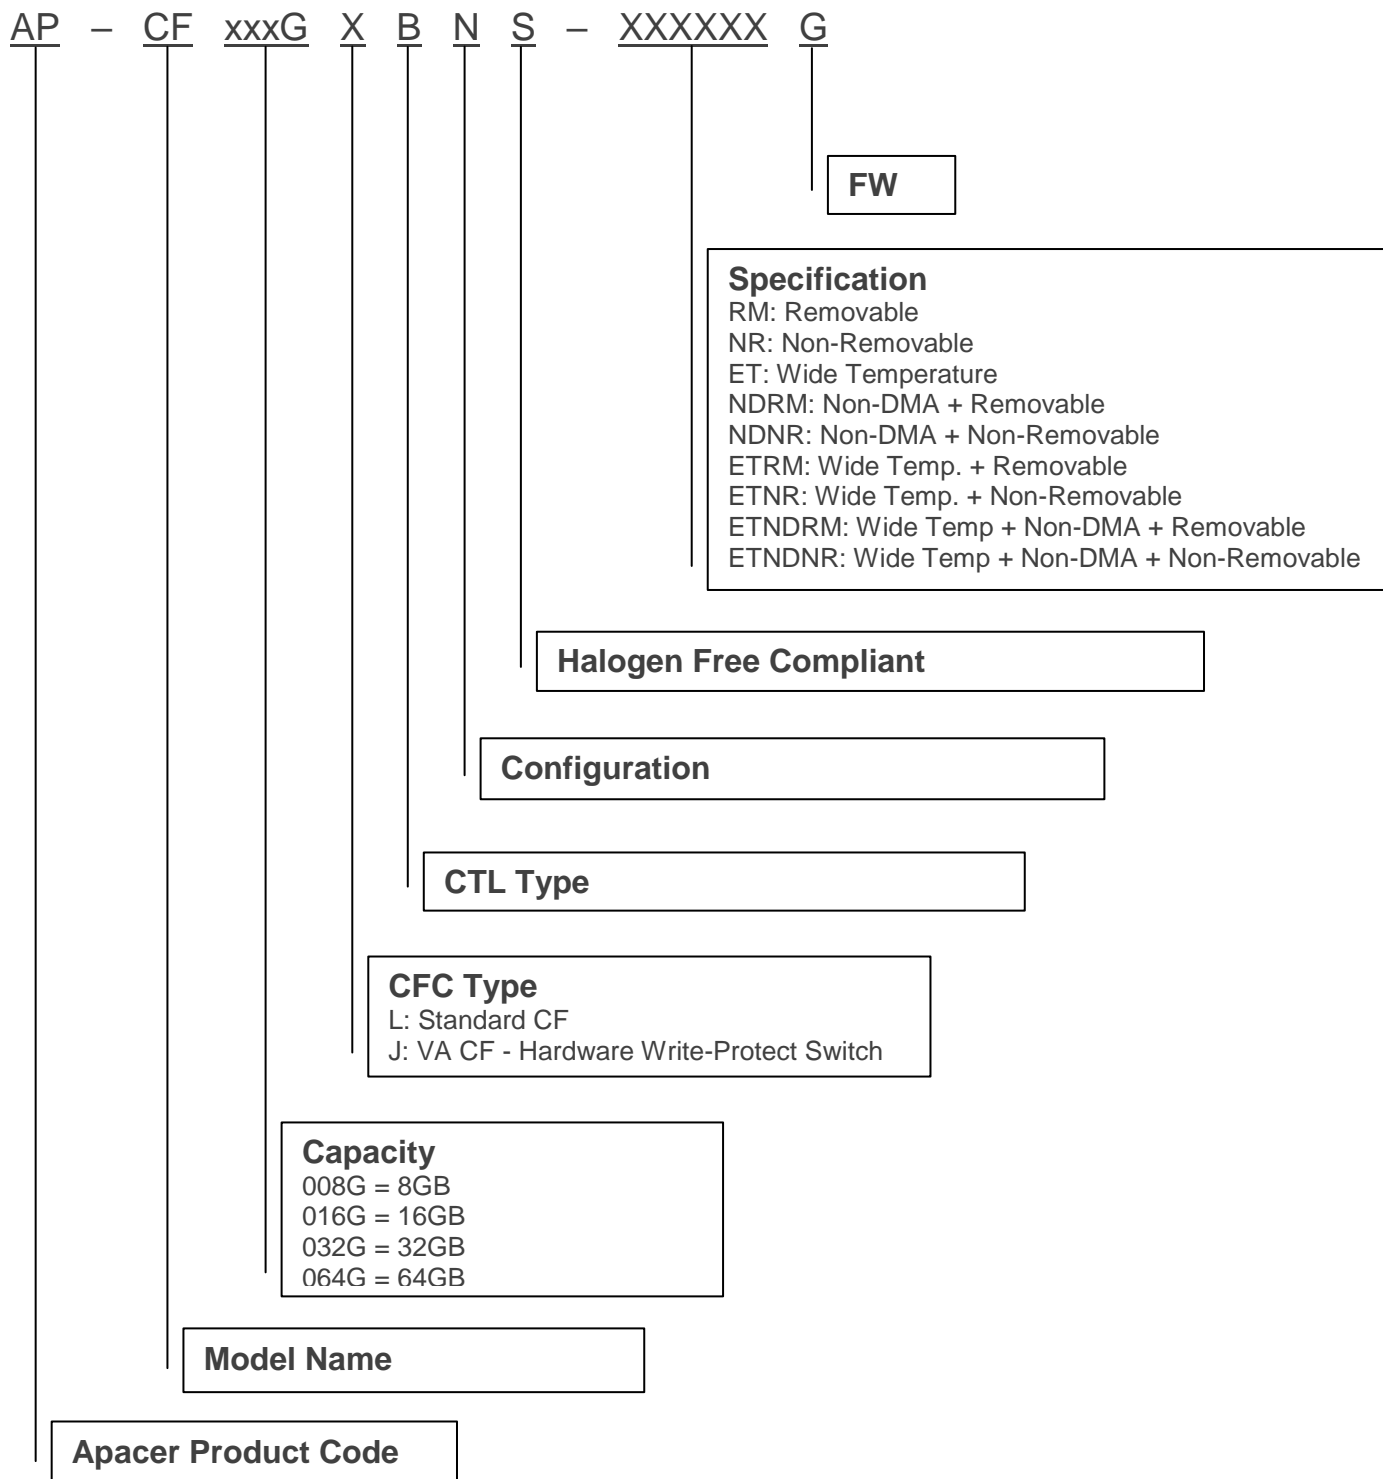 AP – CF xxxG X B N S – XXXXXX G
FW
Specification
RM: Removable
NR: Non-Removable
ET: Wide Temperature
NDRM: Non-DMA + Removable
NDNR: Non-DMA + Non-Removable
ETRM: Wide Temp. + Removable
ETNR: Wide Temp. + Non-Removable
ETNDRM: Wide Temp + Non-DMA + Removable
ETNDNR: Wide Temp + Non-DMA + Non-Removable
Halogen Free Compliant
Configuration
CTL Type
CFC Type
L: Standard CF
J: VA CF - Hardware Write-Protect Switch
Capacity
008G = 8GB
016G = 16GB
032G = 32GB
064G = 64GB
Model Name
Apacer Product Code